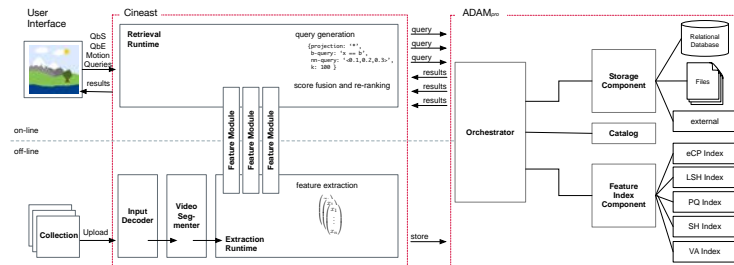 User
Interface
Cineast
ADAMpro
QbS
QbE
Motion
Queries
results
Retrieval
Runtime
query generation
{projection: '*',
b-query: 'x == b',
nn-query: '<0.1,0.2,0.3>',
k: 100 }
score fusion and re-ranking
query
query
query
results
results
results
Orchestrator
Storage
Component
Relational
Database
Files
external
Catalog
Feature Module
Feature Module
Feature Module
on-line
off-line
Feature
Index
Component
eCP Index
LSH Index
PQ Index
SH Index
VA Index
Collection
Upload
Input
Decoder
Video
Seg-
menter
feature extraction
Extraction
Runtime
store